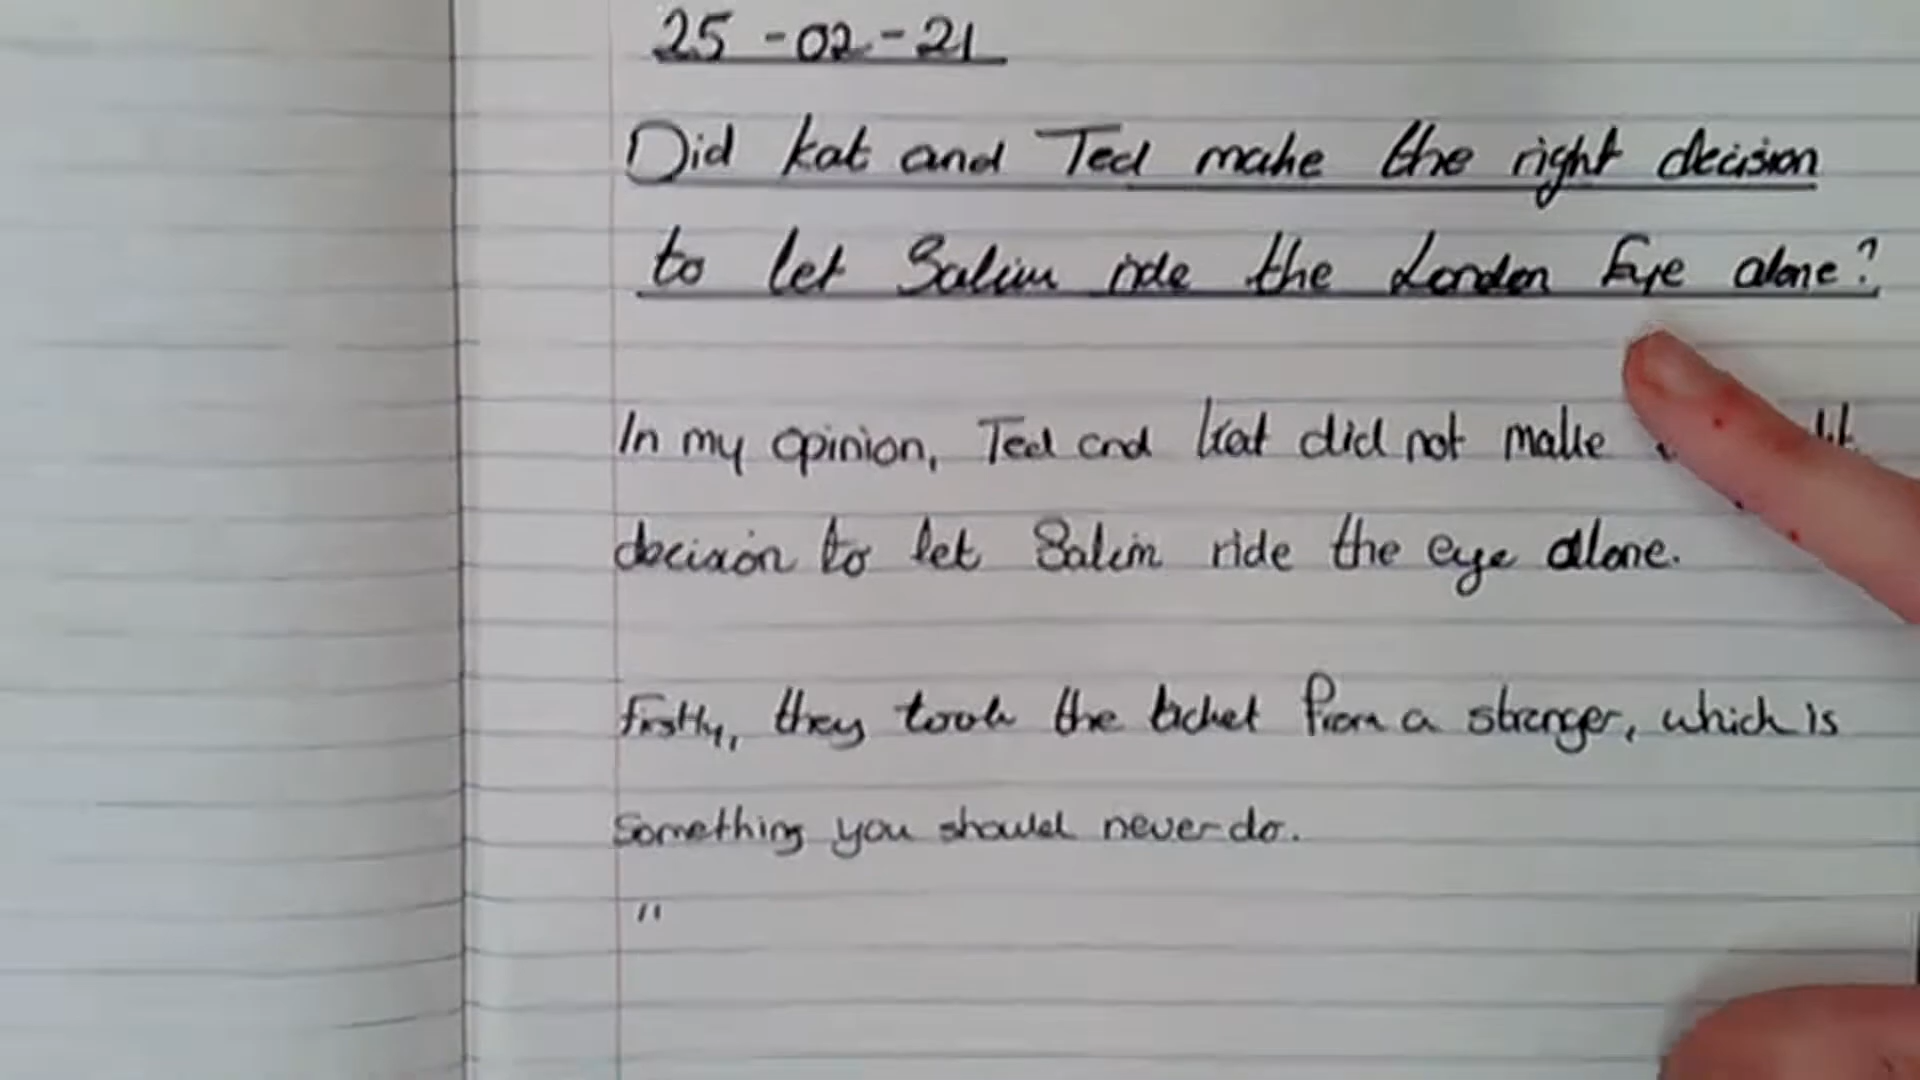 25-02-21
Did Kat and Ted make the right decision
to let Salim ride the London Eye alone?
In my opinion, Ted and Kat did not make
decision to let Salim ride the eye alone.
Firstly, they took the ticket from a stranger, which is
something you should never do.
"